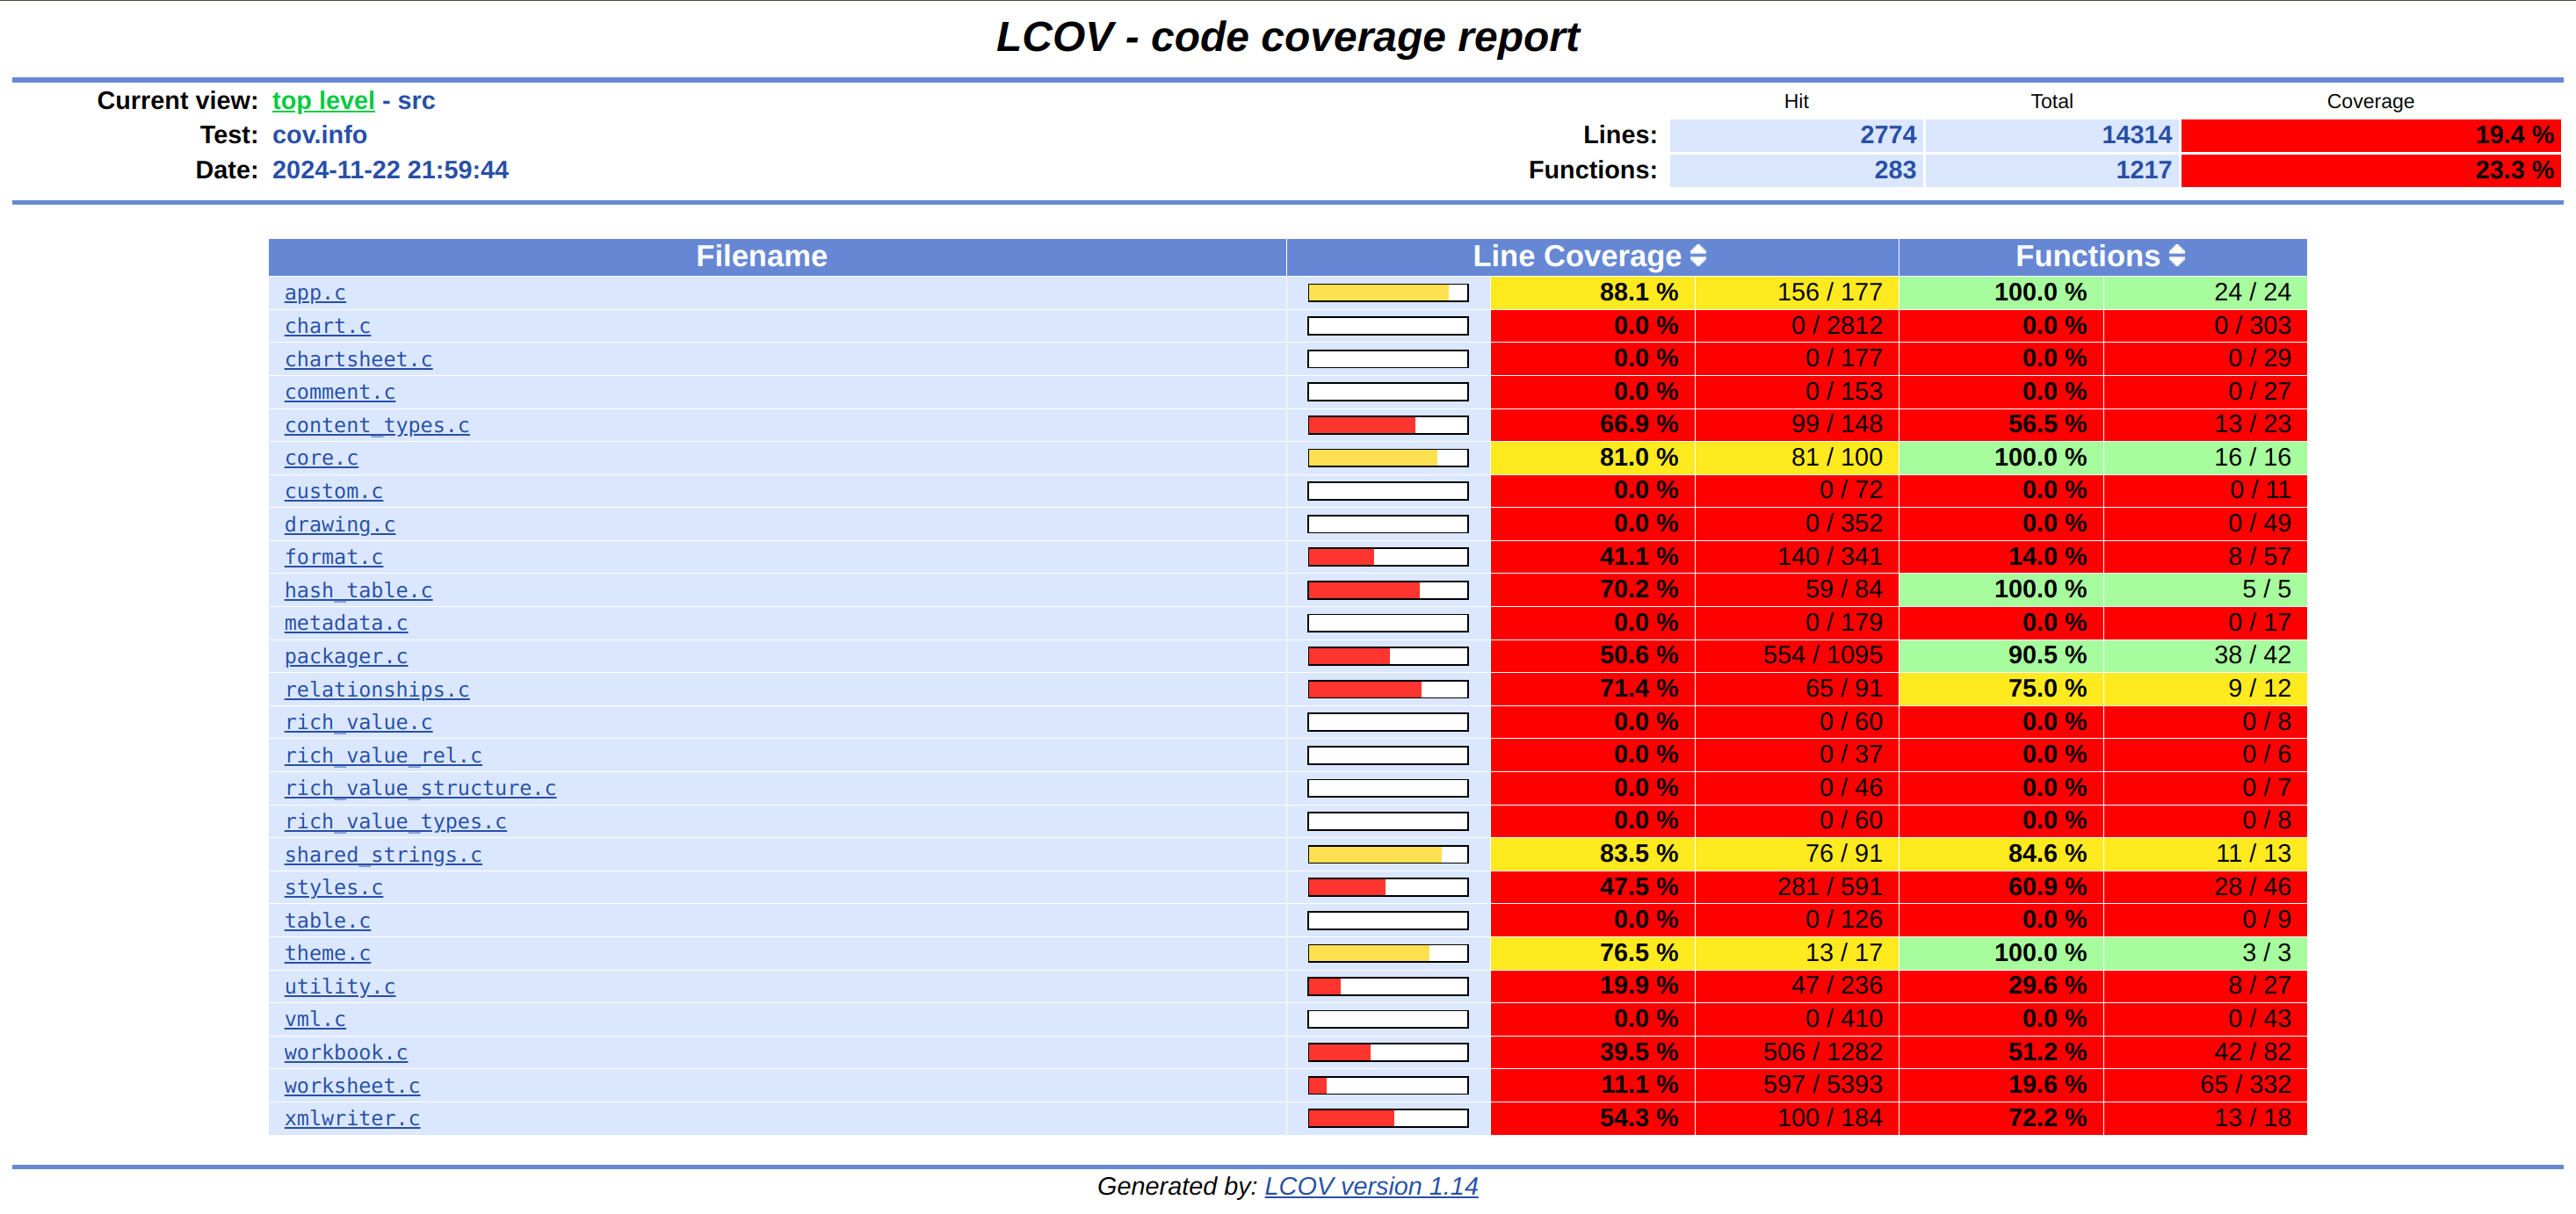 LCOV - code coverage report
Current view: top level - src Hit Total Coverage
Test: cov.info Lines: 2774 14314 19.4 %
Date: 2024-11-22 21:59:44 Functions: 283 1217 23.3 %
Filename Line Coverage Functions
app.c 88.1 % 156 / 177 100.0 % 24 / 24
chart.c 0.0 % 0 / 2812 0.0 % 0 / 303
chartsheet.c 0.0 % 0 / 177 0.0 % 0 / 29
comment.c 0.0 % 0 / 153 0.0 % 0 / 27
content_types.c 66.9 % 99 / 148 56.5 % 13 / 23
core.c 81.0 % 81 / 100 100.0 % 16 / 16
custom.c 0.0 % 0 / 72 0.0 % 0 / 11
drawing.c 0.0 % 0 / 352 0.0 % 0 / 49
format.c 41.1 % 140 / 341 14.0 % 8 / 57
hash_table.c 70.2 % 59 / 84 100.0 % 5 / 5
metadata.c 0.0 % 0 / 179 0.0 % 0 / 17
packager.c 50.6 % 554 / 1095 90.5 % 38 / 42
relationships.c 71.4 % 65 / 91 75.0 % 9 / 12
rich_value.c 0.0 % 0 / 60 0.0 % 0 / 8
rich_value_rel.c 0.0 % 0 / 37 0.0 % 0 / 6
rich_value_structure.c 0.0 % 0 / 46 0.0 % 0 / 7
rich_value_types.c 0.0 % 0 / 60 0.0 % 0 / 8
shared_strings.c 83.5 % 76 / 91 84.6 % 11 / 13
styles.c 47.5 % 281 / 591 60.9 % 28 / 46
table.c 0.0 % 0 / 126 0.0 % 0 / 9
theme.c 76.5 % 13 / 17 100.0 % 3 / 3
utility.c 19.9 % 47 / 236 29.6 % 8 / 27
vml.c 0.0 % 0 / 410 0.0 % 0 / 43
workbook.c 39.5 % 506 / 1282 51.2 % 42 / 82
worksheet.c 11.1 % 597 / 5393 19.6 % 65 / 332
xmlwriter.c 54.3 % 100 / 184 72.2 % 13 / 18
Generated by: LCOV version 1.14